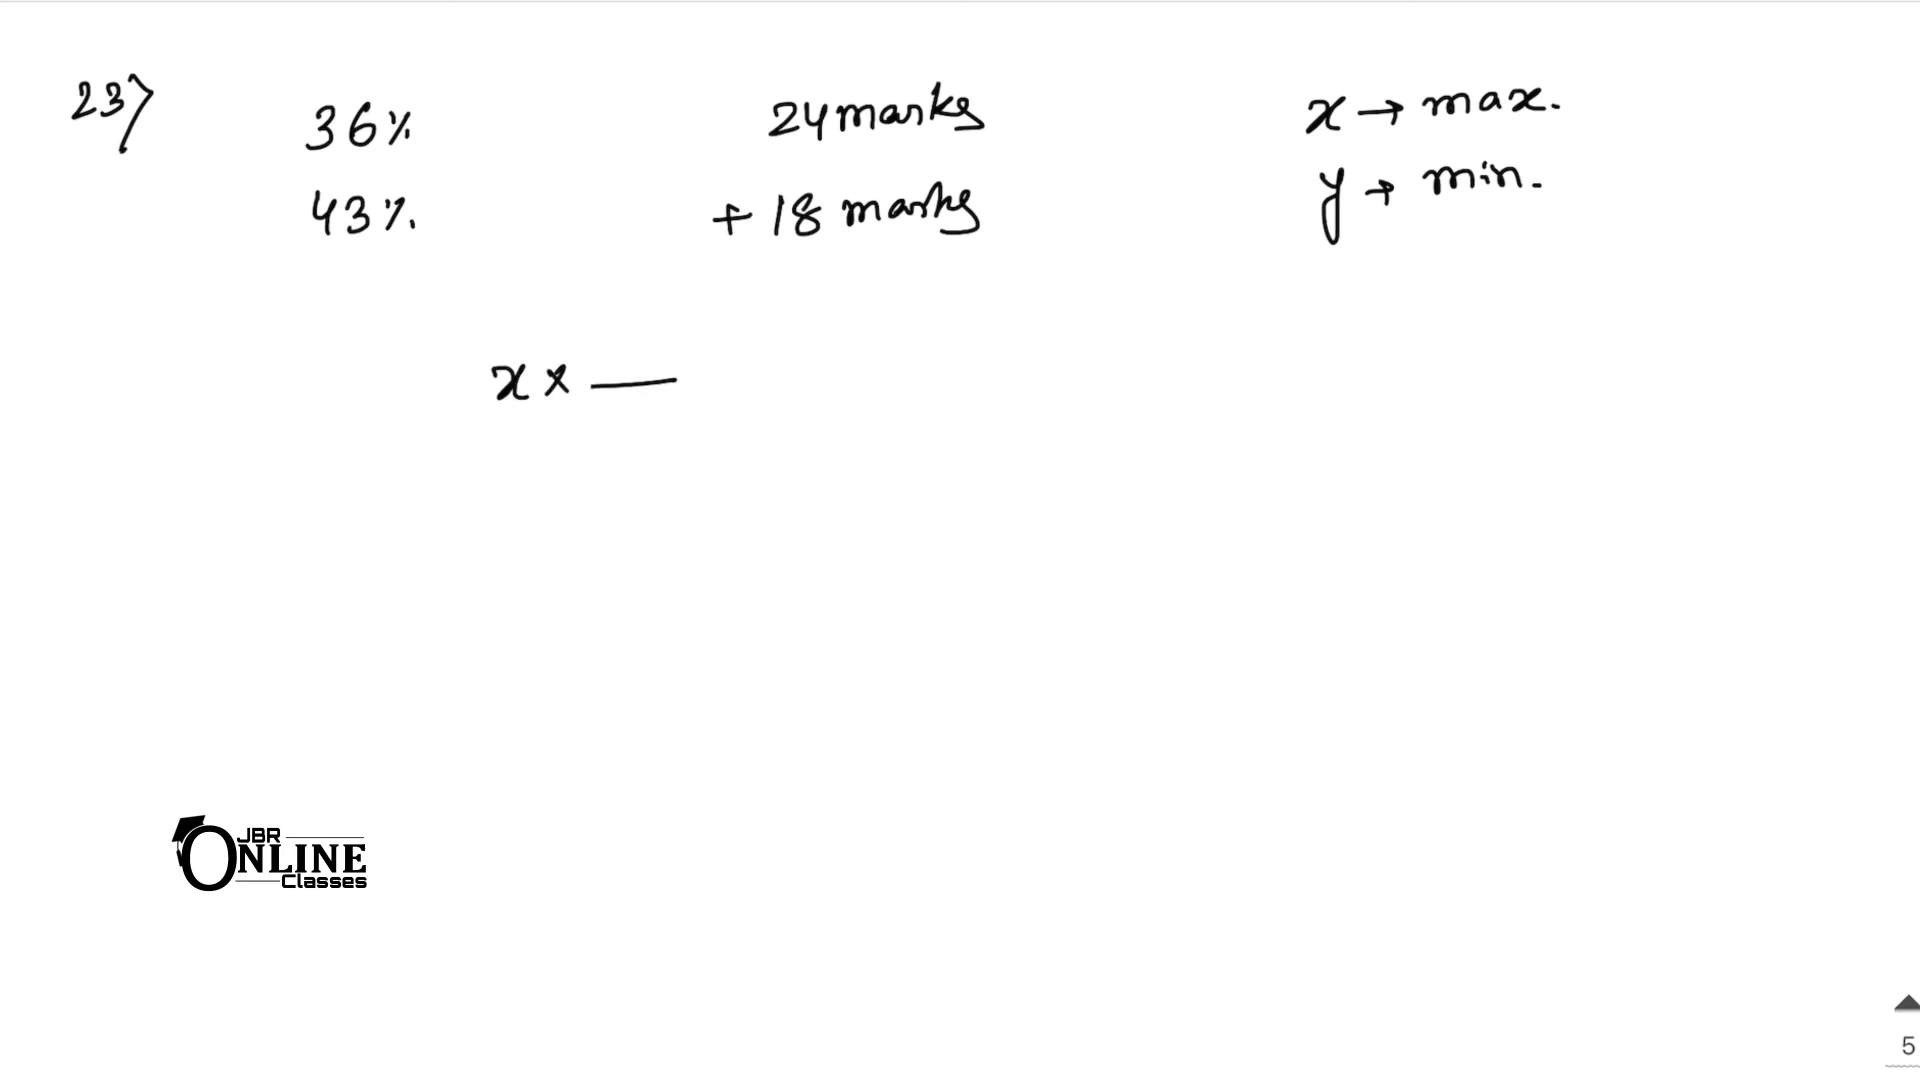 23)
36% 24 marks x → max.
43%. + 18 marks y → min.
x × —
JBR
ONLINE
Classes
5